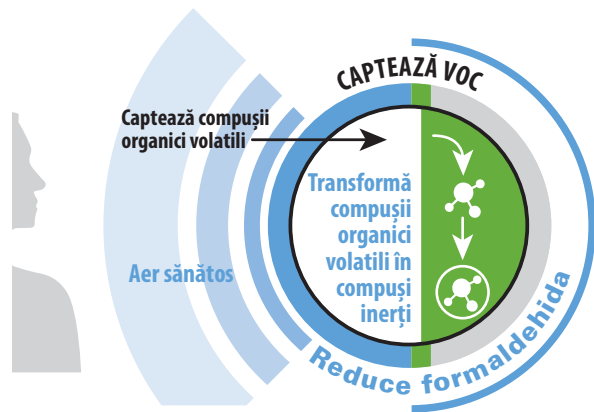 CAPTEAZĂ VOC
Captează compușii
organici volatili
Transformă
compușii
organici
volatili în
compuși
inerți
Aer sănătos
Reduce formaldehida